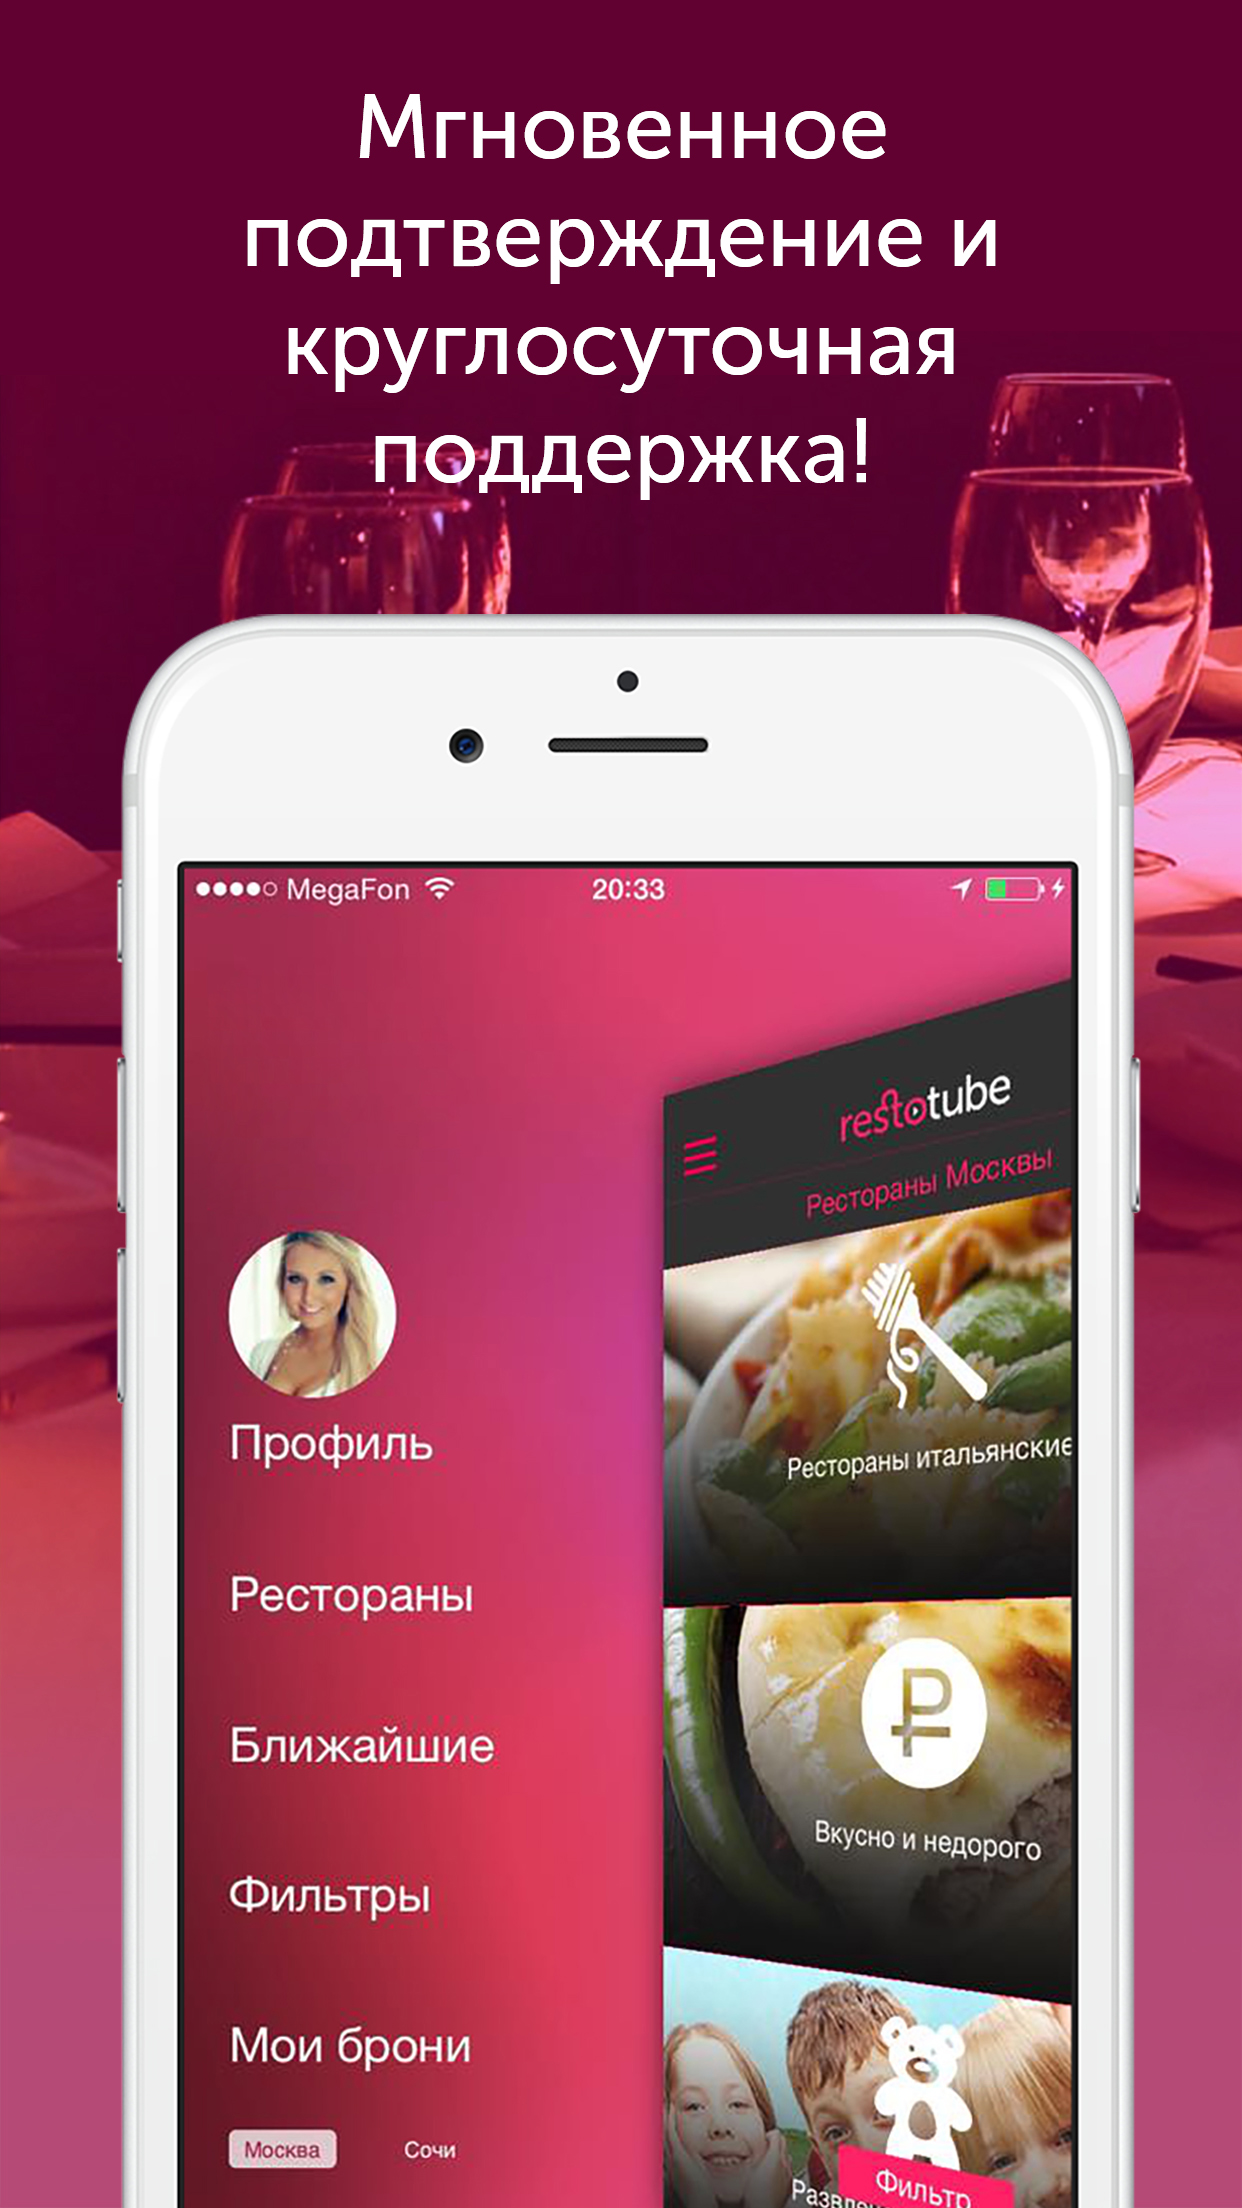 Мгновенное
подтверждение и
круглосуточная
поддержка!
MegaFon
20:33
Профиль
Рестораны
Ближайшие
Фильтры
Мои брони
Москва
Сочи
restotube
Рестораны Москвы
Рестораны итальянские
Вкусно и недорого
Фильтр